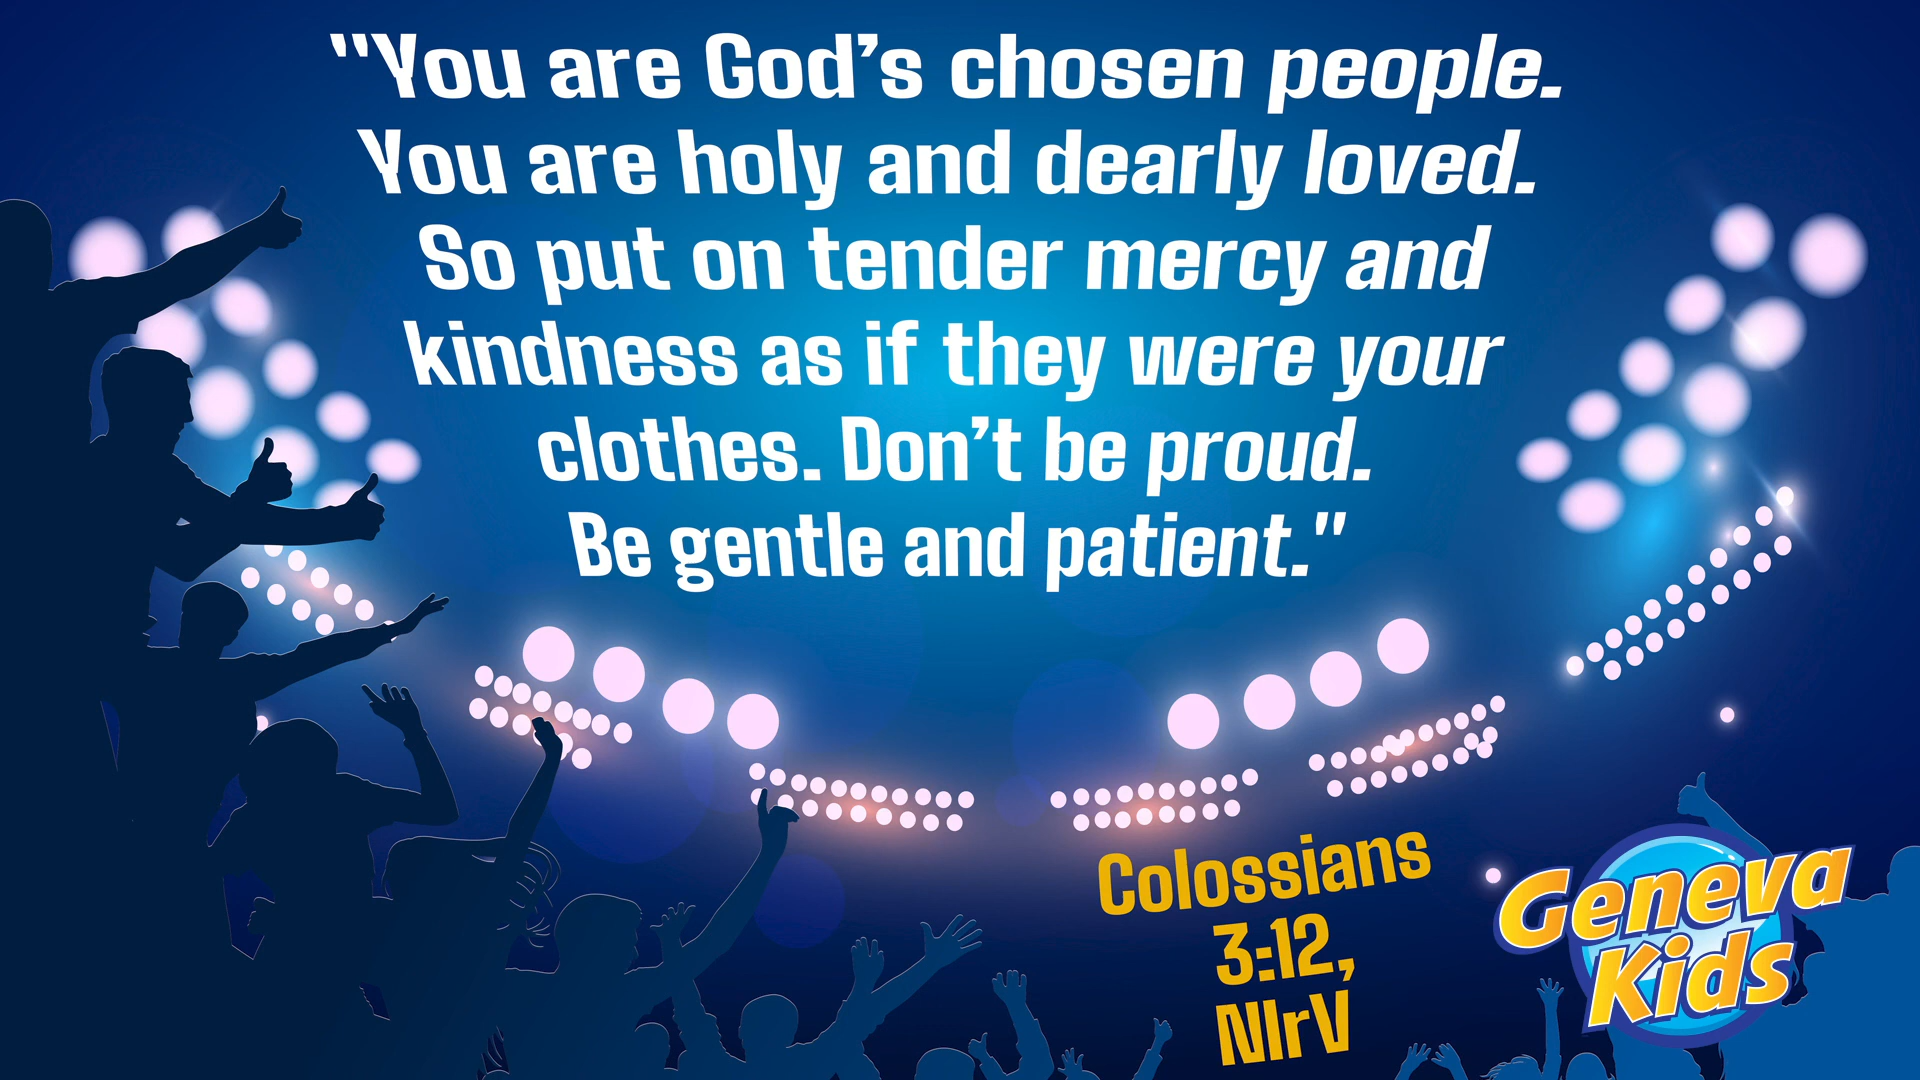 "You are God’s chosen people.
You are holy and dearly loved.
So put on tender mercy and
kindness as if they were your
clothes. Don’t be proud.
Be gentle and patient."
Colossians
3:12,
NIrV
Geneva
Kids